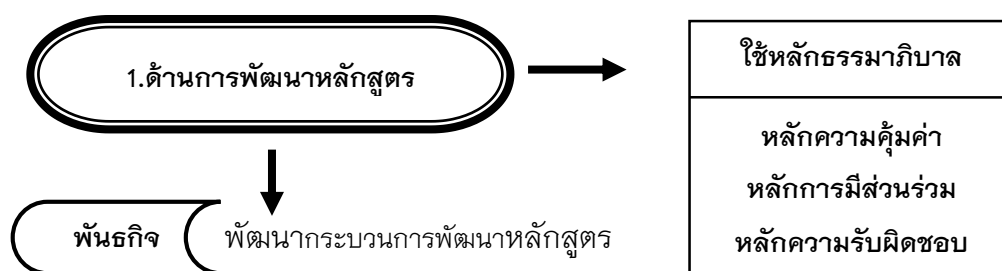 1.ด้านการพัฒนาหลักสูตร
ใช้หลักธรรมาภิบาล
หลักความคุ้มค่า
หลักการมีส่วนร่วม
หลักความรับผิดชอบ
พันธกิจ
พัฒนากระบวนการพัฒนาหลักสูตร